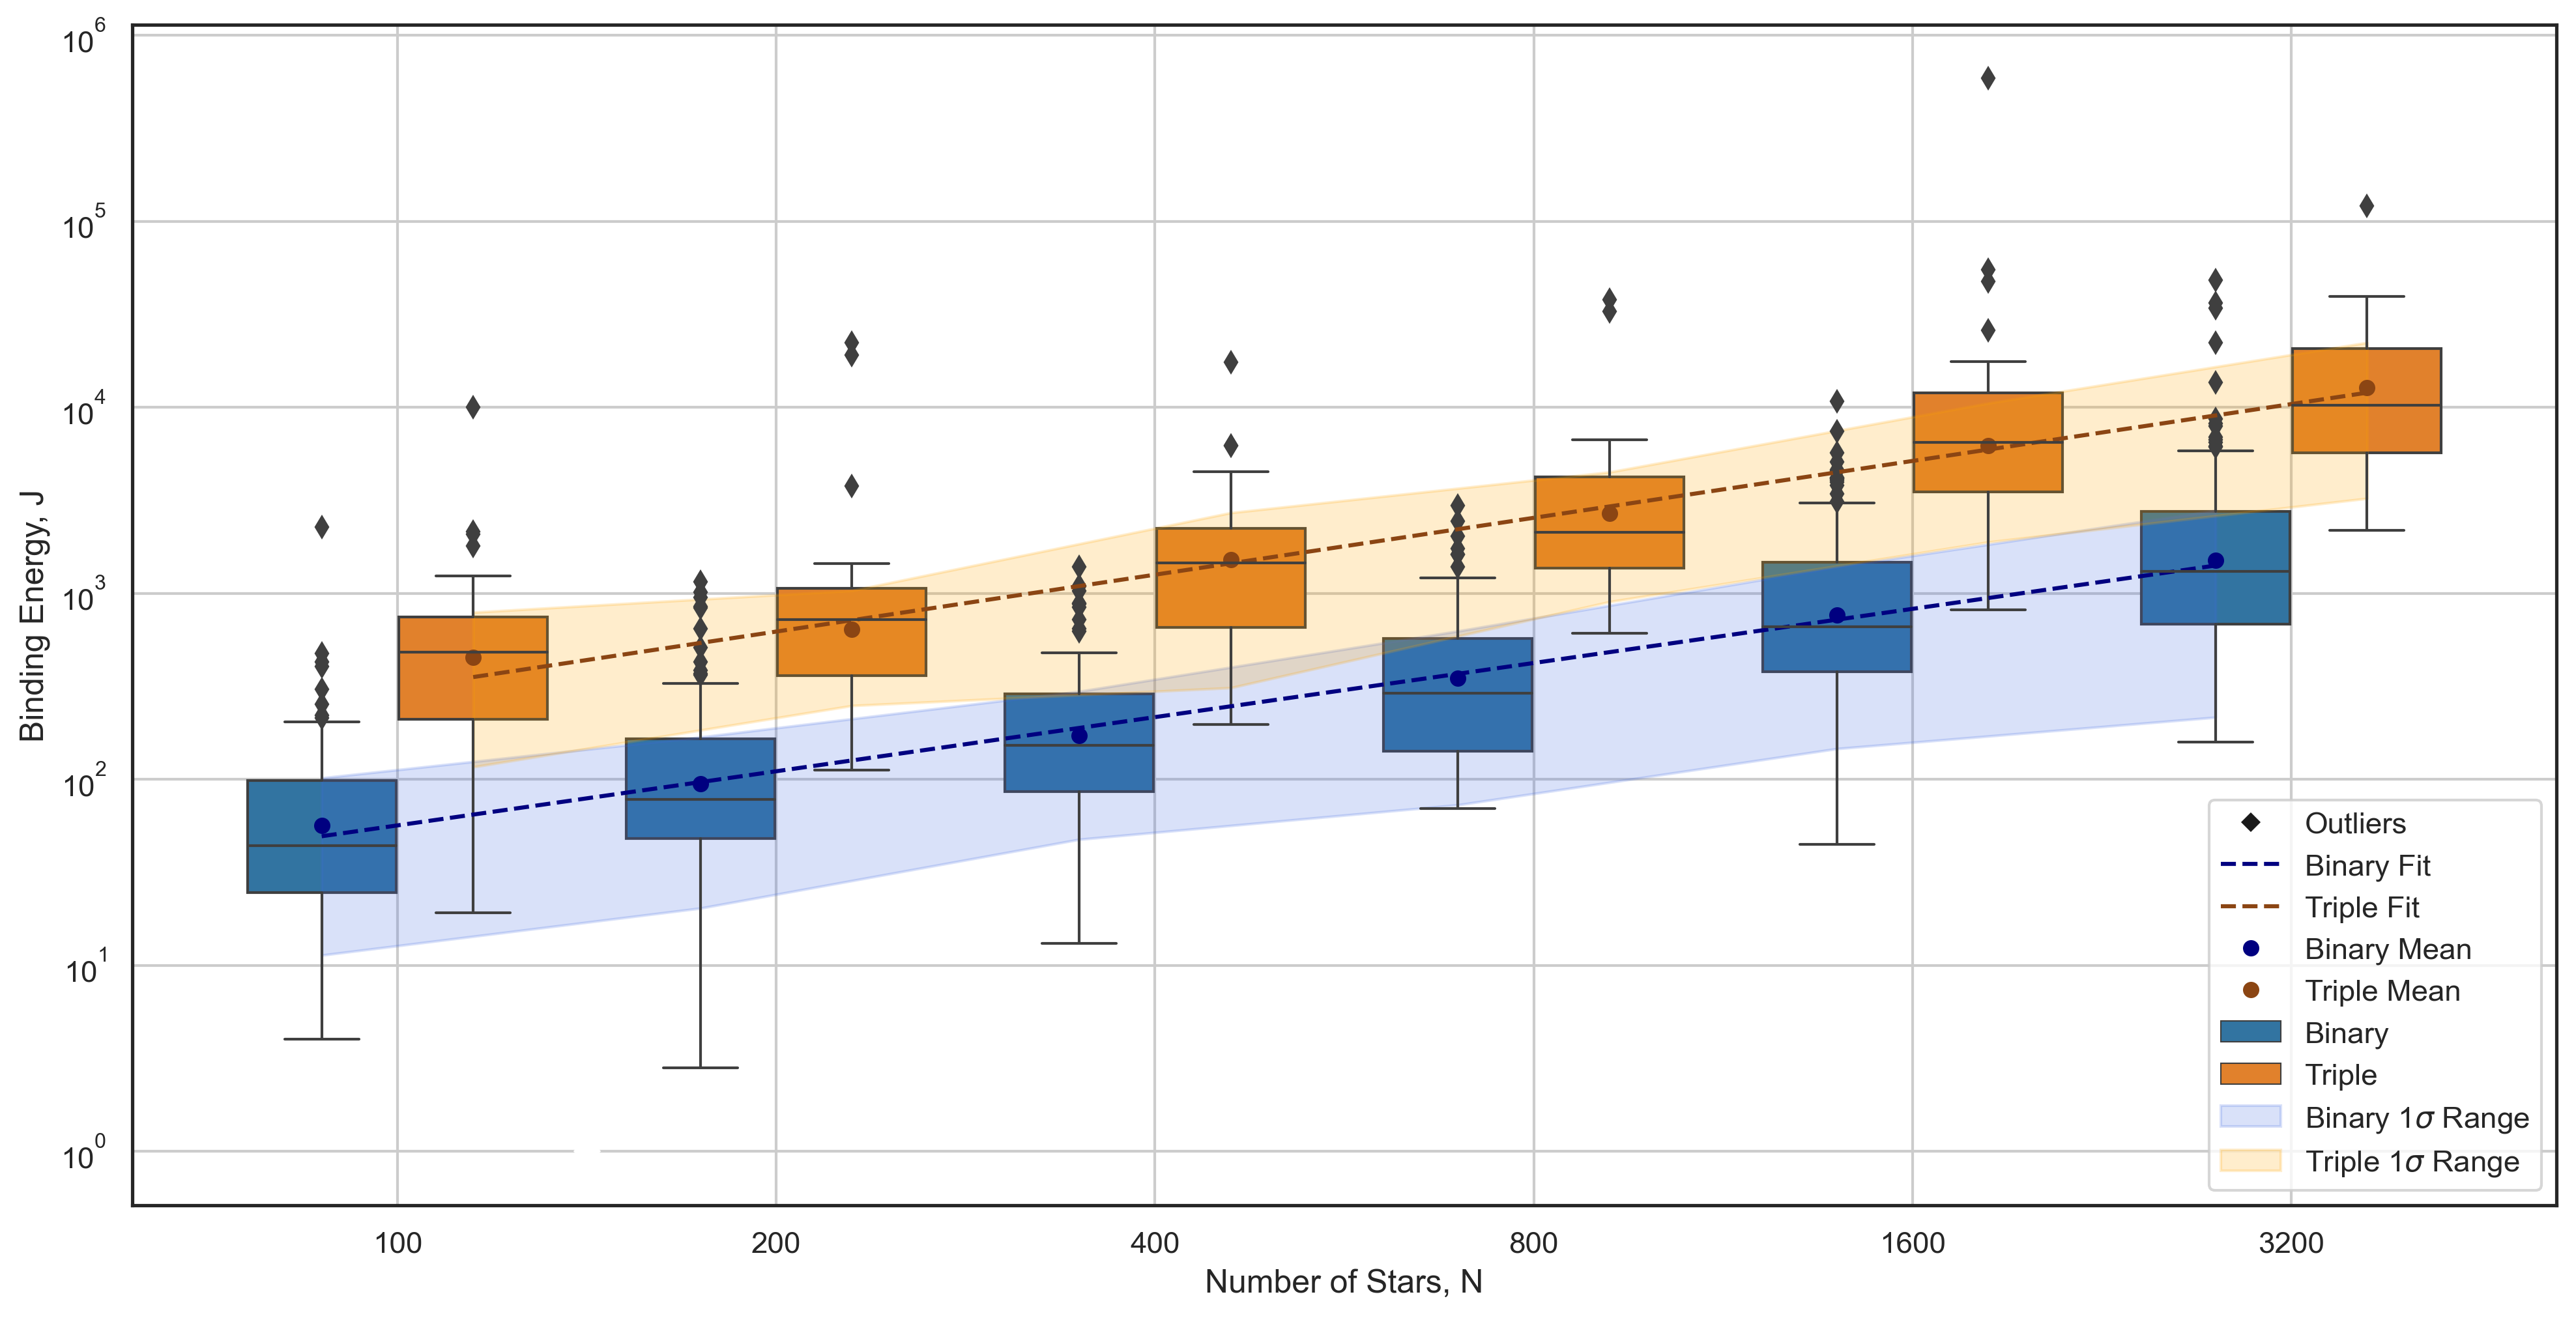 10^6
10^5
10^4
10^3
10^2
10^1
10^0
Binding Energy, J
100
200
400
800
1600
3200
Number of Stars, N
Outliers
Binary Fit
Triple Fit
Binary Mean
Triple Mean
Binary
Triple
Binary 1σ Range
Triple 1σ Range